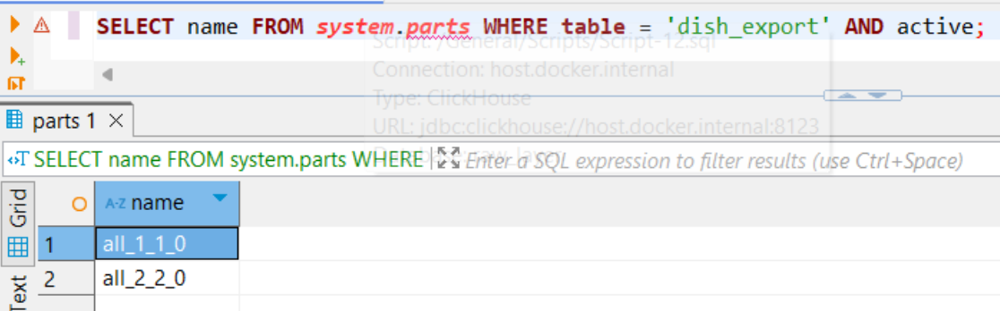 SELECT name FROM system.parts WHERE table = 'dish_export' AND active;
Script: /General/Scripts/Script-12.sql
Connection: host.docker.internal
Type: ClickHouse
URL: jdbc:clickhouse://host.docker.internal:8123
parts 1
SELECT name FROM system.parts WHERE
Enter a SQL expression to filter results (use Ctrl+Space)
Grid
A-Z name
1 all_1_1_0
2 all_2_2_0
Text